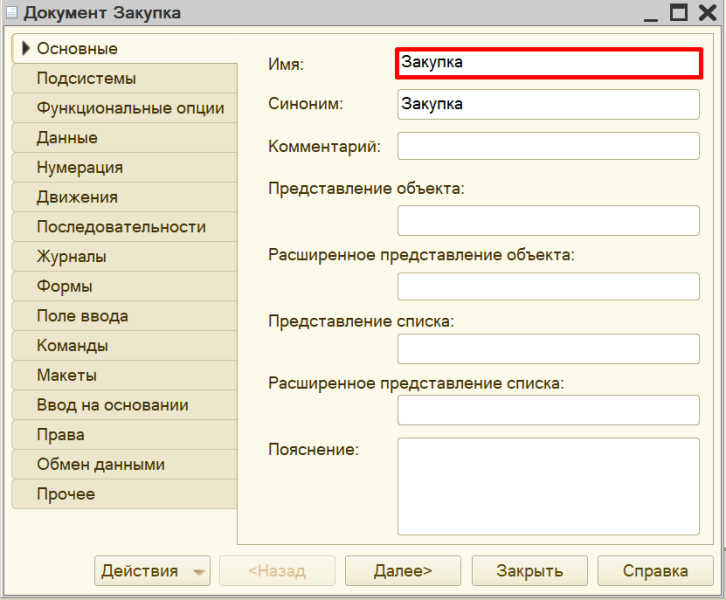 Документ Закупка
Основные
Подсистемы
Функциональные опции
Данные
Нумерация
Движения
Последовательности
Журналы
Формы
Поле ввода
Команды
Макеты
Ввод на основании
Права
Обмен данными
Прочее
Имя: Закупка
Синоним: Закупка
Комментарий:
Представление объекта:
Расширенное представление объекта:
Представление списка:
Расширенное представление списка:
Пояснение:
Действия <Назад Далее> Закрыть Справка